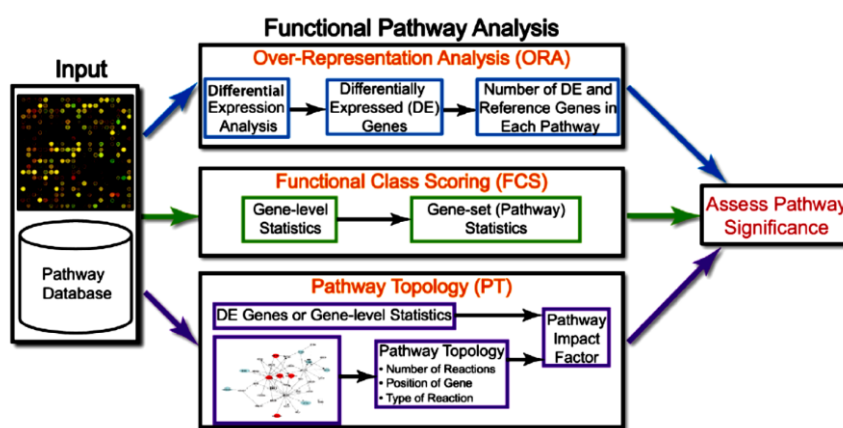 Functional Pathway Analysis
Input
Pathway
Database
Over-Representation Analysis (ORA)
Differential
Expression
Analysis
Differentially
Expressed (DE)
Genes
Number of DE and
Reference Genes in
Each Pathway
Functional Class Scoring (FCS)
Gene-level
Statistics
Gene-set (Pathway)
Statistics
Pathway Topology (PT)
DE Genes or Gene-level Statistics
Pathway Topology
• Number of Reactions
• Position of Gene
• Type of Reaction
Pathway
Impact
Factor
Assess Pathway
Significance